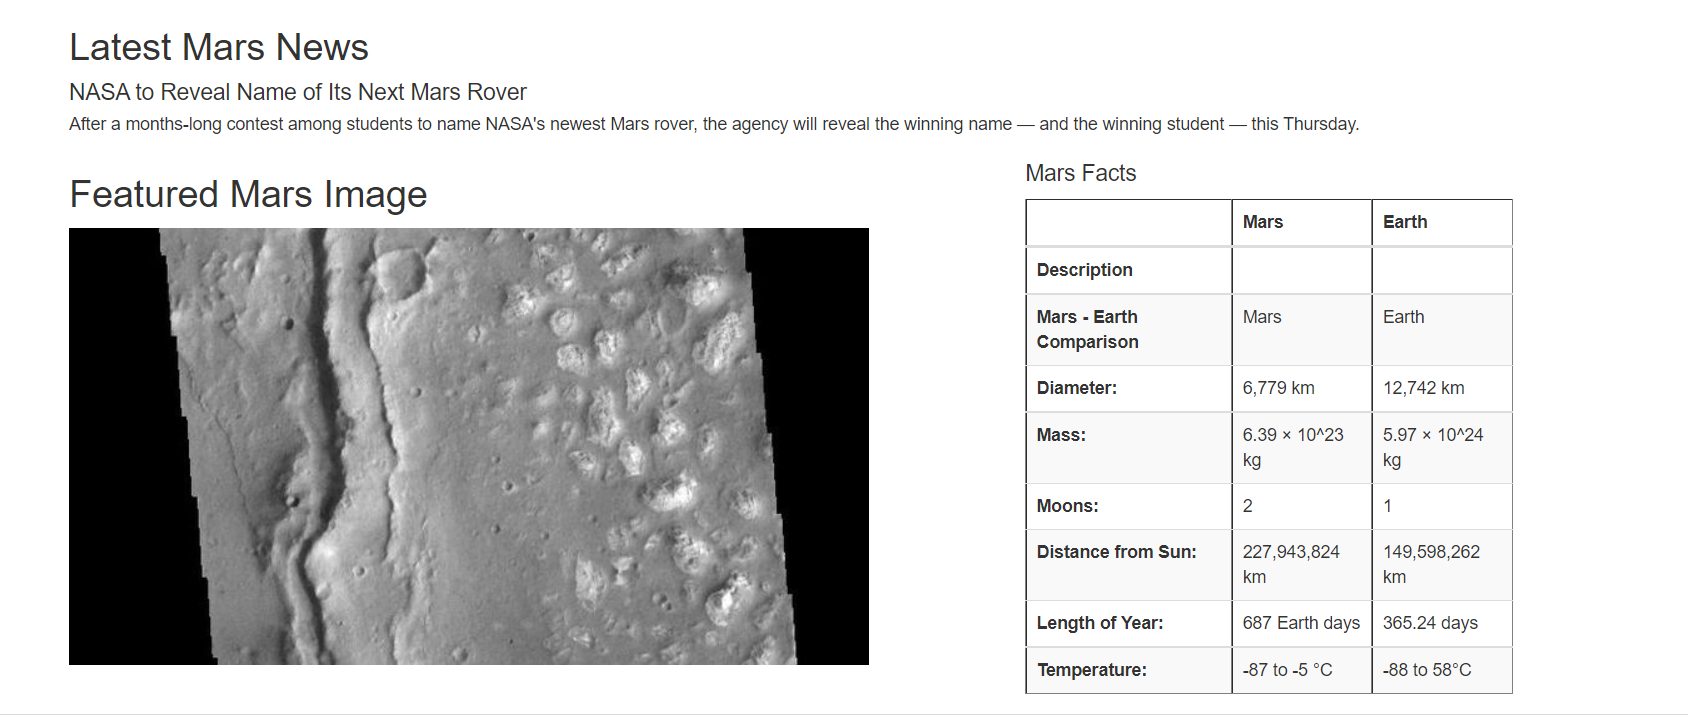 Latest Mars News
NASA to Reveal Name of Its Next Mars Rover
After a months-long contest among students to name NASA's newest Mars rover, the agency will reveal the winning name — and the winning student — this Thursday.
Featured Mars Image
Mars Facts
Mars Earth
Description
Mars - Earth Comparison Mars Earth
Diameter: 6,779 km 12,742 km
Mass: 6.39 × 10^23 kg 5.97 × 10^24 kg
Moons: 2 1
Distance from Sun: 227,943,824 km 149,598,262 km
Length of Year: 687 Earth days 365.24 days
Temperature: -87 to -5 °C -88 to 58°C